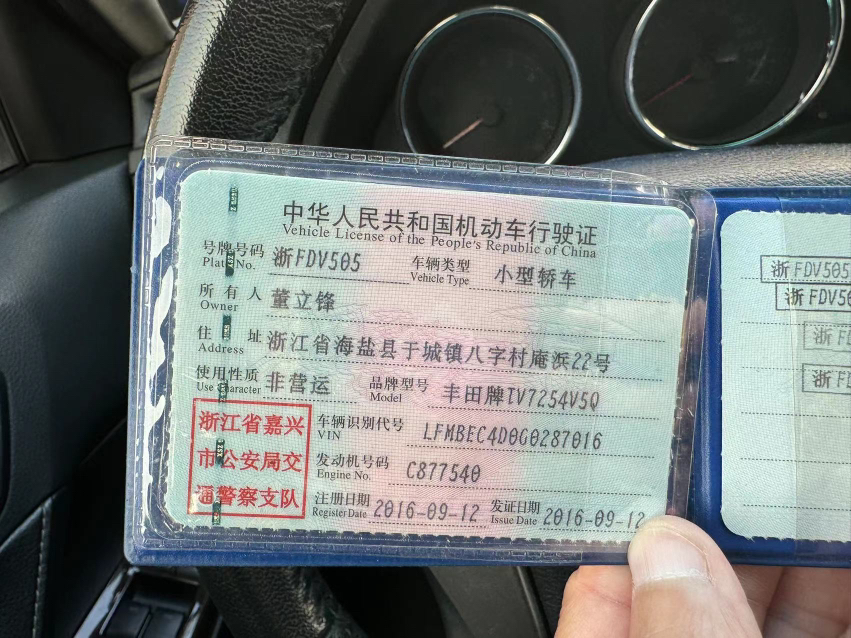 中华人民共和国机动车行驶证
Vehicle License of the People's Republic of China
号牌号码 浙FDV505 车辆类型 小型轿车
Plate No. Vehicle Type
所有人 董立锋
Owner
住址 浙江省海盐县于城镇八字村庵浜22号
Address
使用性质 非营运 品牌型号 丰田牌TV7254V5Q
Use Character Model
浙江省嘉兴
市公安局交
通警察支队
车辆识别代号 LFMBEC4D0G0287016
VIN
发动机号码 C877540
Engine No.
注册日期 2016-09-12 发证日期 2016-09-12
Register Date Issue Date
浙FDV505
浙FDV50
浙F
浙FD